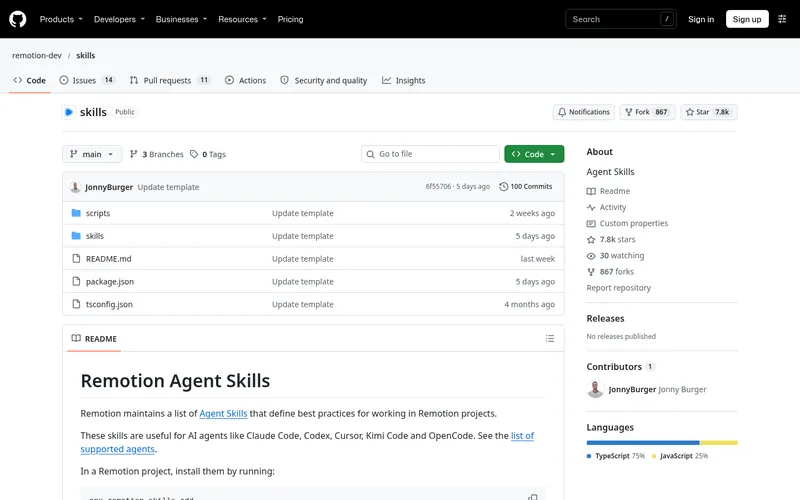 Products Developers Businesses Resources Pricing Search / Sign in Sign up
remotion-dev / skills
Code Issues 14 Pull requests 11 Actions Security and quality Insights
skills Public Notifications Fork 867 Star 7.8k
main 3 Branches 0 Tags Go to file Code
JonnyBurger Update template 6f55706 · 5 days ago 100 Commits
scripts Update template 2 weeks ago
skills Update template 5 days ago
README.md Update template last week
package.json Update template 5 days ago
tsconfig.json Update template 4 months ago
README
Remotion Agent Skills
Remotion maintains a list of Agent Skills that define best practices for working in Remotion projects.
These skills are useful for AI agents like Claude Code, Codex, Cursor, Kimi Code and OpenCode. See the list of
supported agents.
In a Remotion project, install them by running:
npx remotion skills add
About
Agent Skills
Readme
Activity
Custom properties
7.8k stars
30 watching
867 forks
Report repository
Releases
No releases published
Contributors 1
JonnyBurger Jonny Burger
Languages
TypeScript 75% JavaScript 25%